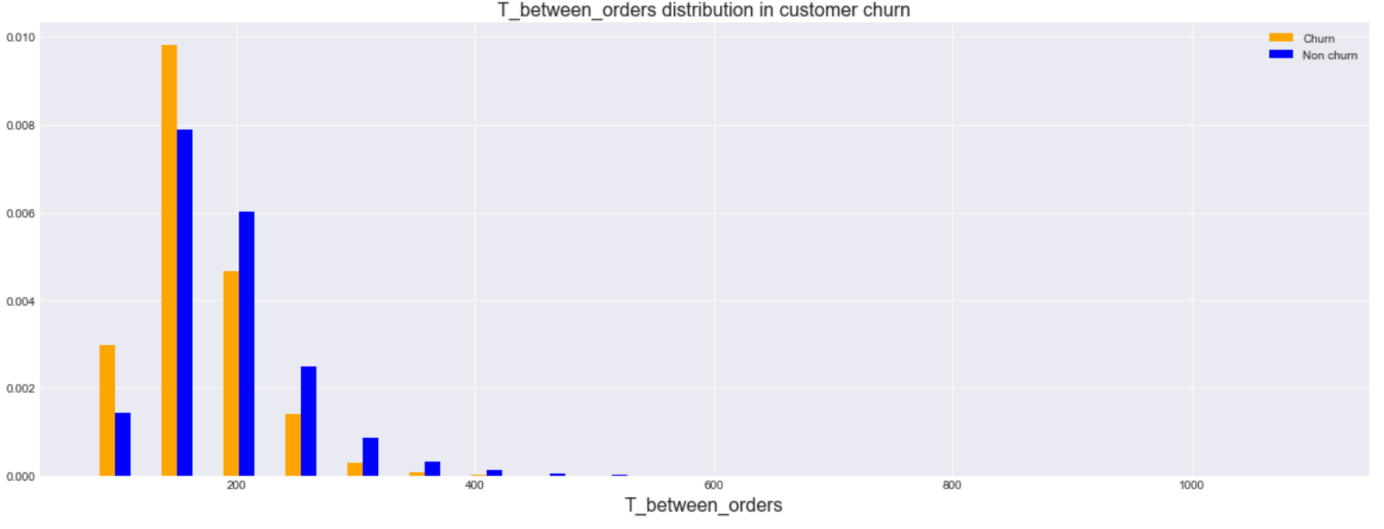 T_between_orders distribution in customer churn
0.010
0.008
0.006
0.004
0.002
0.000
Churn
Non churn
200
400
600
800
1000
T_between_orders